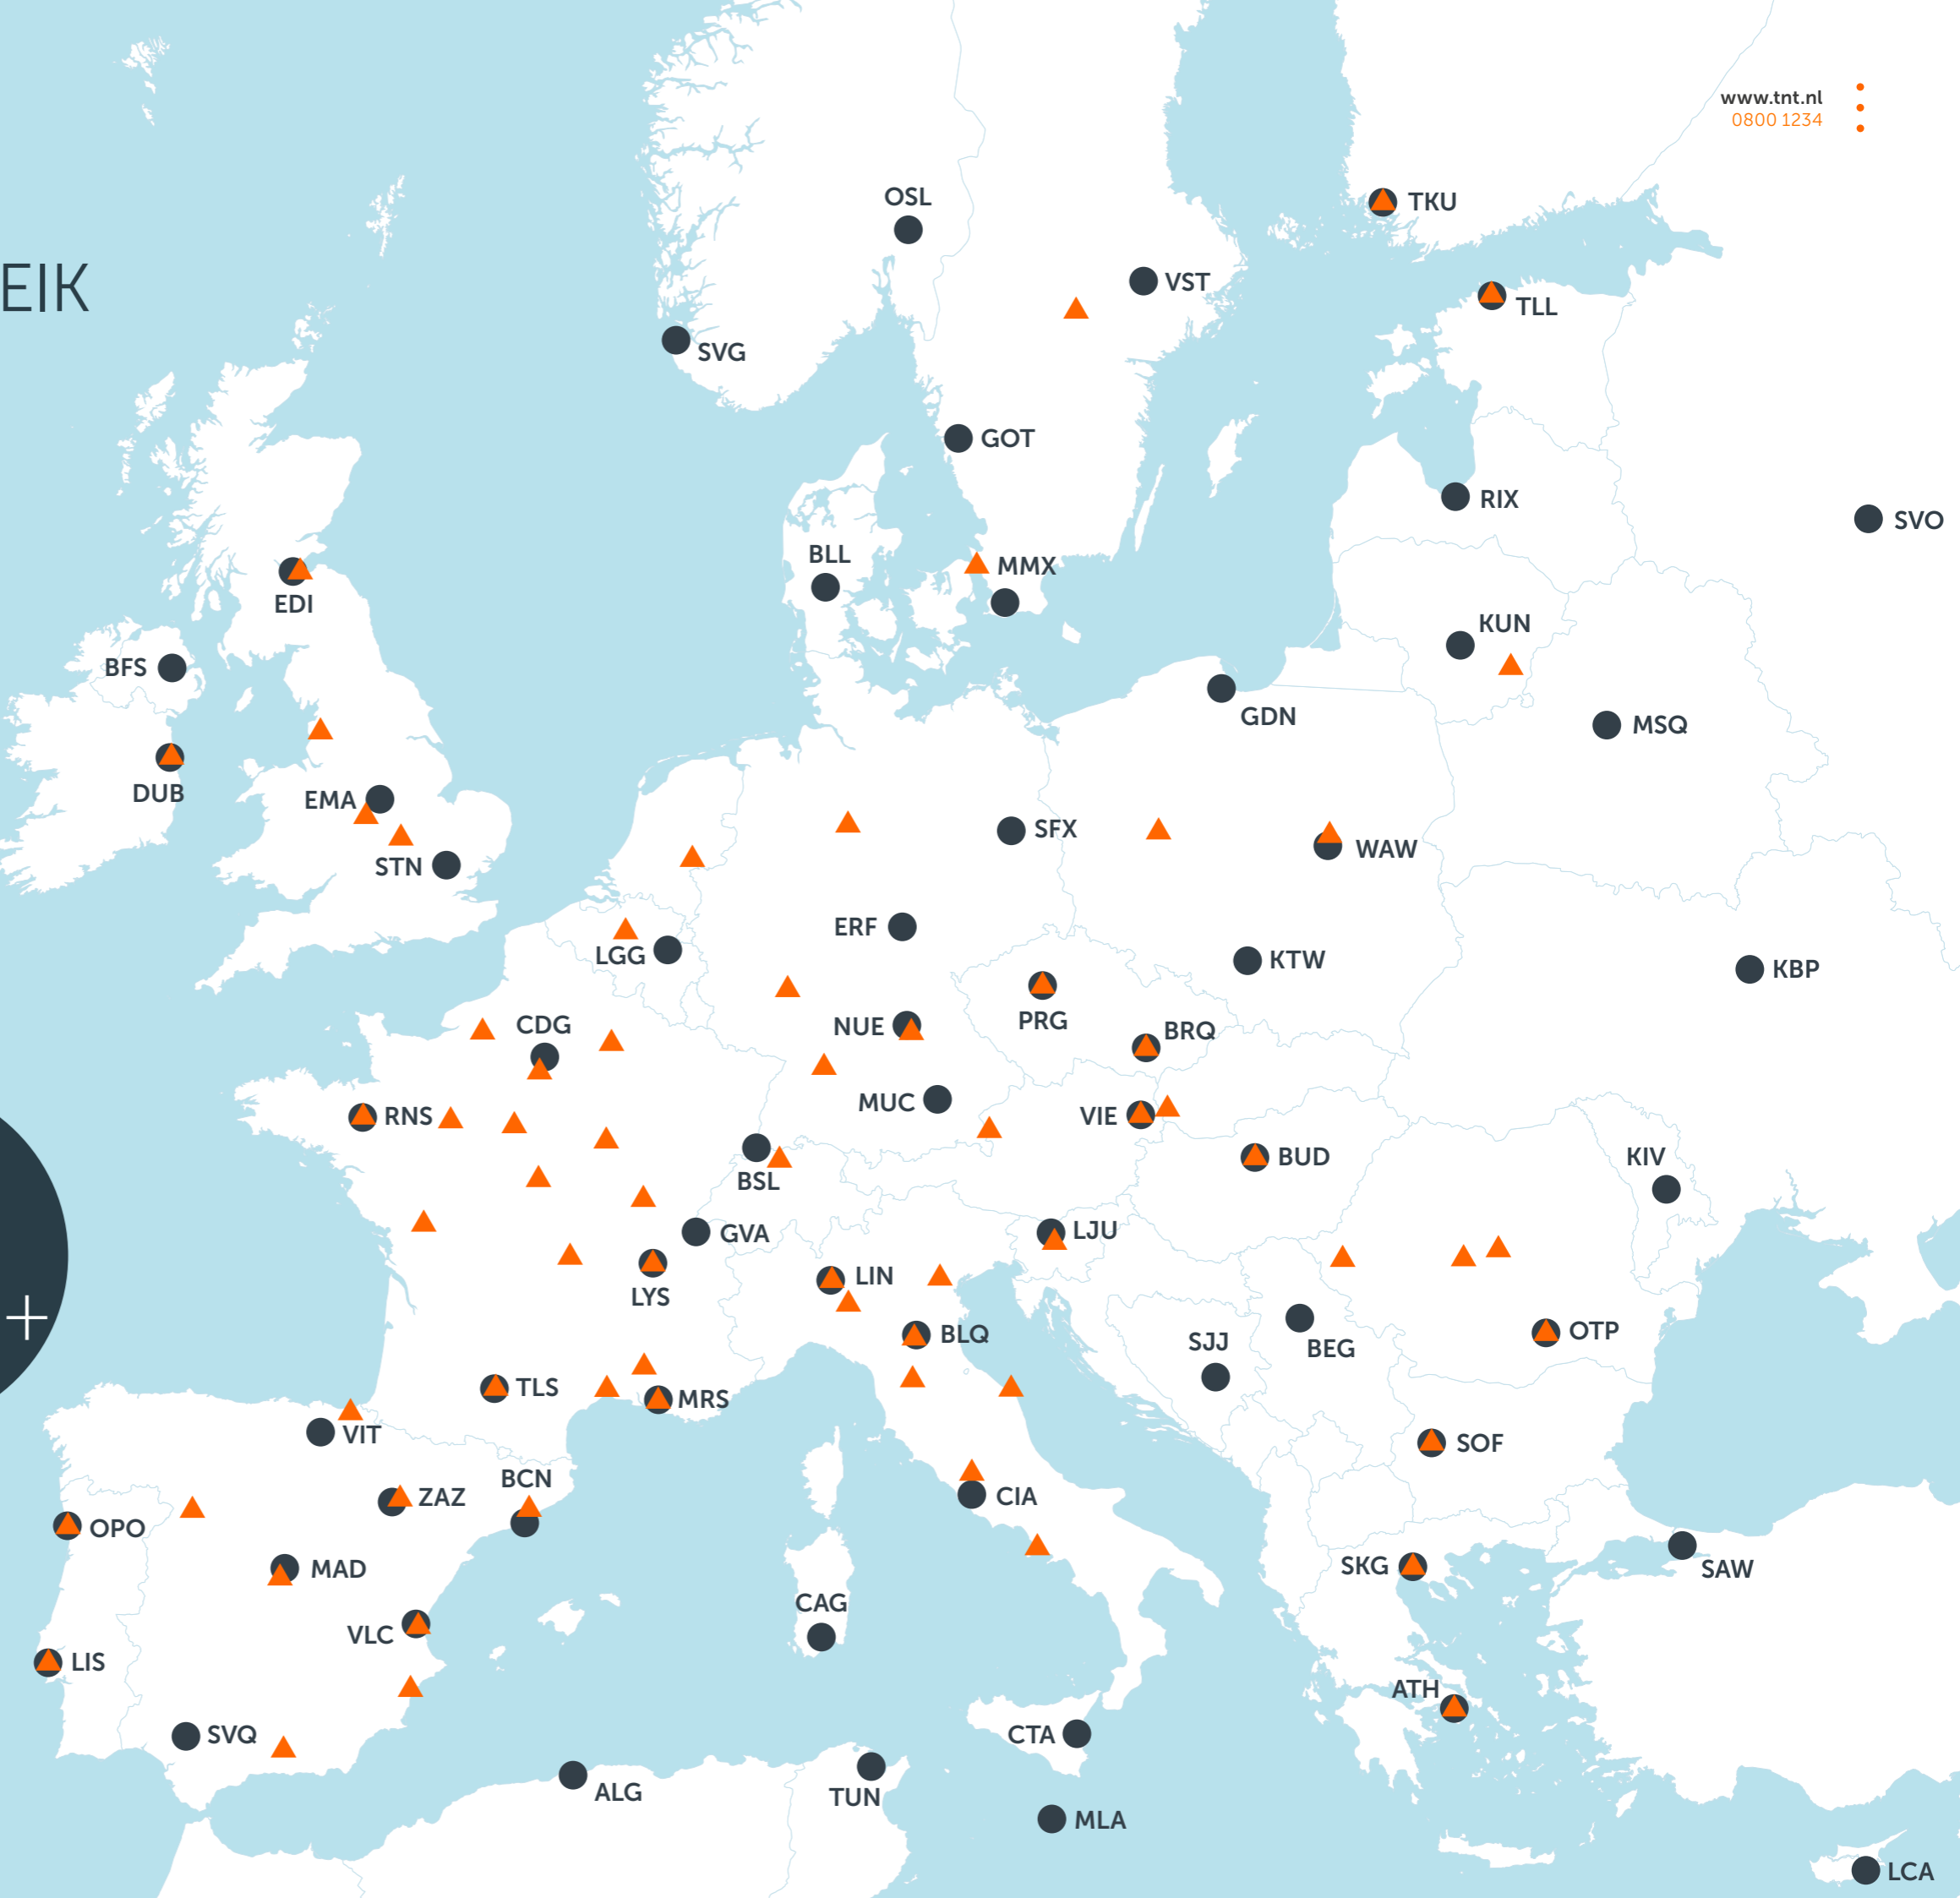 www.tnt.nl
0800 1234
EIK
OSL
TKU
VST
TLL
SVG
GOT
RIX
SVO
BLL
MMX
EDI
KUN
BFS
GDN
MSQ
DUB
EMA
SFX
WAW
STN
ERF
LGG
KTW
KBP
PRG
CDG
NUE
BRQ
RNS
MUC
VIE
BUD
KIV
BSL
GVA
LJU
LIN
LYS
BLQ
SJJ
BEG
OTP
TLS
MRS
VIT
SOF
BCN
ZAZ
CIA
OPO
MAD
SKG
SAW
CAG
VLC
LIS
ATH
SVQ
CTA
ALG
TUN
MLA
LCA